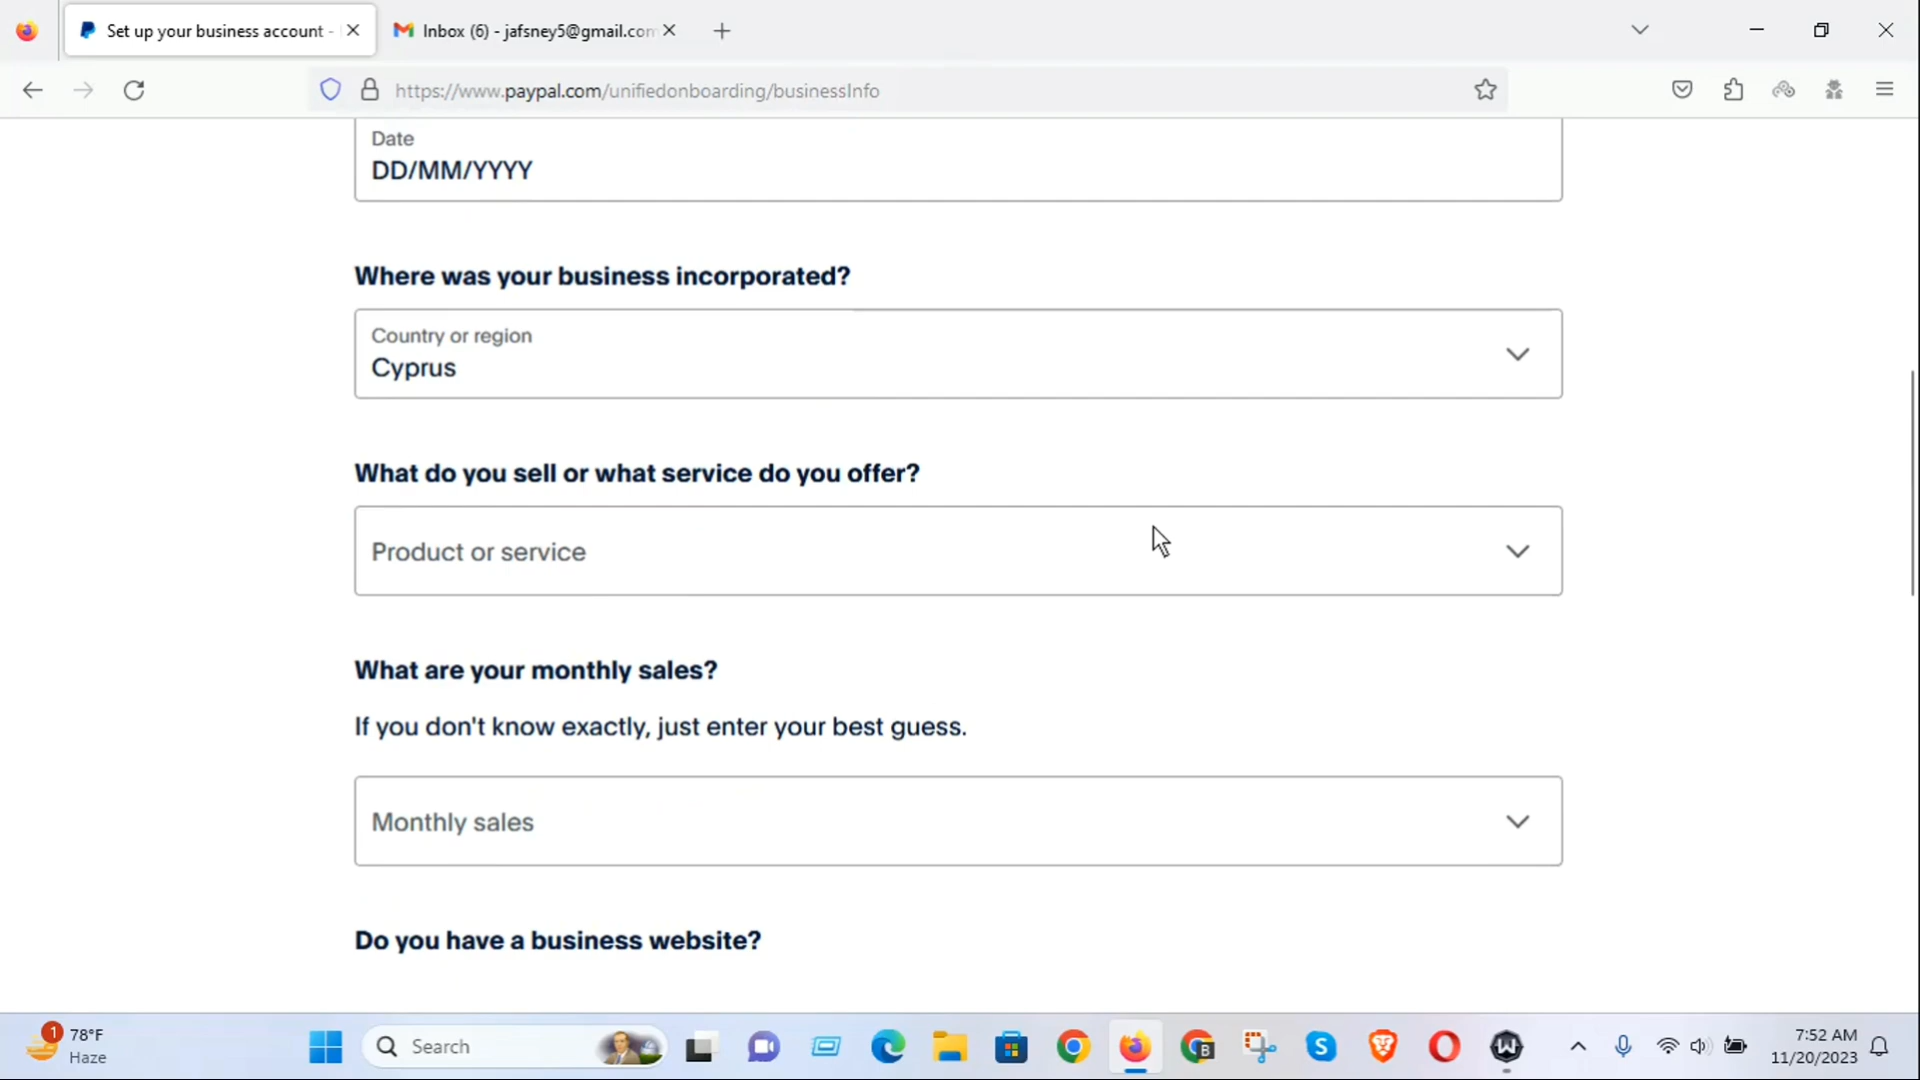 Set up your business account -
Inbox (6) - jafsney5@gmail.com
https://www.paypal.com/unifiedonboarding/businessInfo
Date
DD/MM/YYYY
Where was your business incorporated?
Country or region
Cyprus
What do you sell or what service do you offer?
Product or service
What are your monthly sales?
If you don't know exactly, just enter your best guess.
Monthly sales
Do you have a business website?
1
78°F
Haze
Search
B
S
W
7:52 AM
11/20/2023